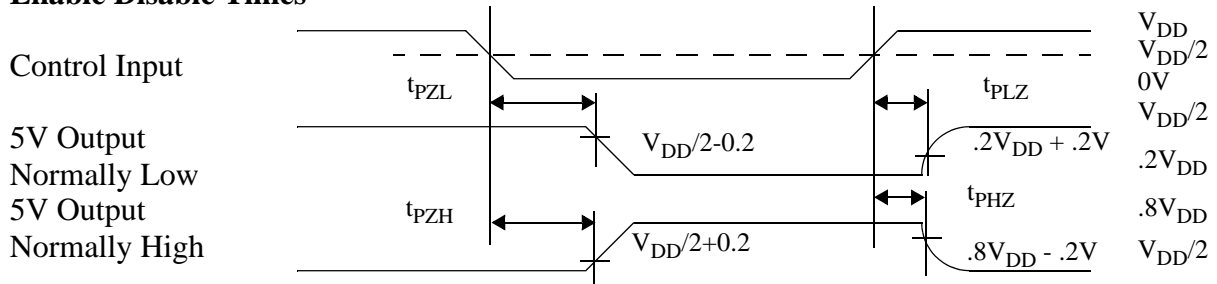 Enable Disable Times
V_DD
V_DD/2
Control Input
0V
t_PZL
t_PLZ
V_DD/2
5V Output
Normally Low
V_DD/2-0.2
.2V_DD + .2V
.2V_DD
5V Output
Normally High
t_PZH
t_PHZ
.8V_DD
V_DD/2+0.2
.8V_DD - .2V
V_DD/2